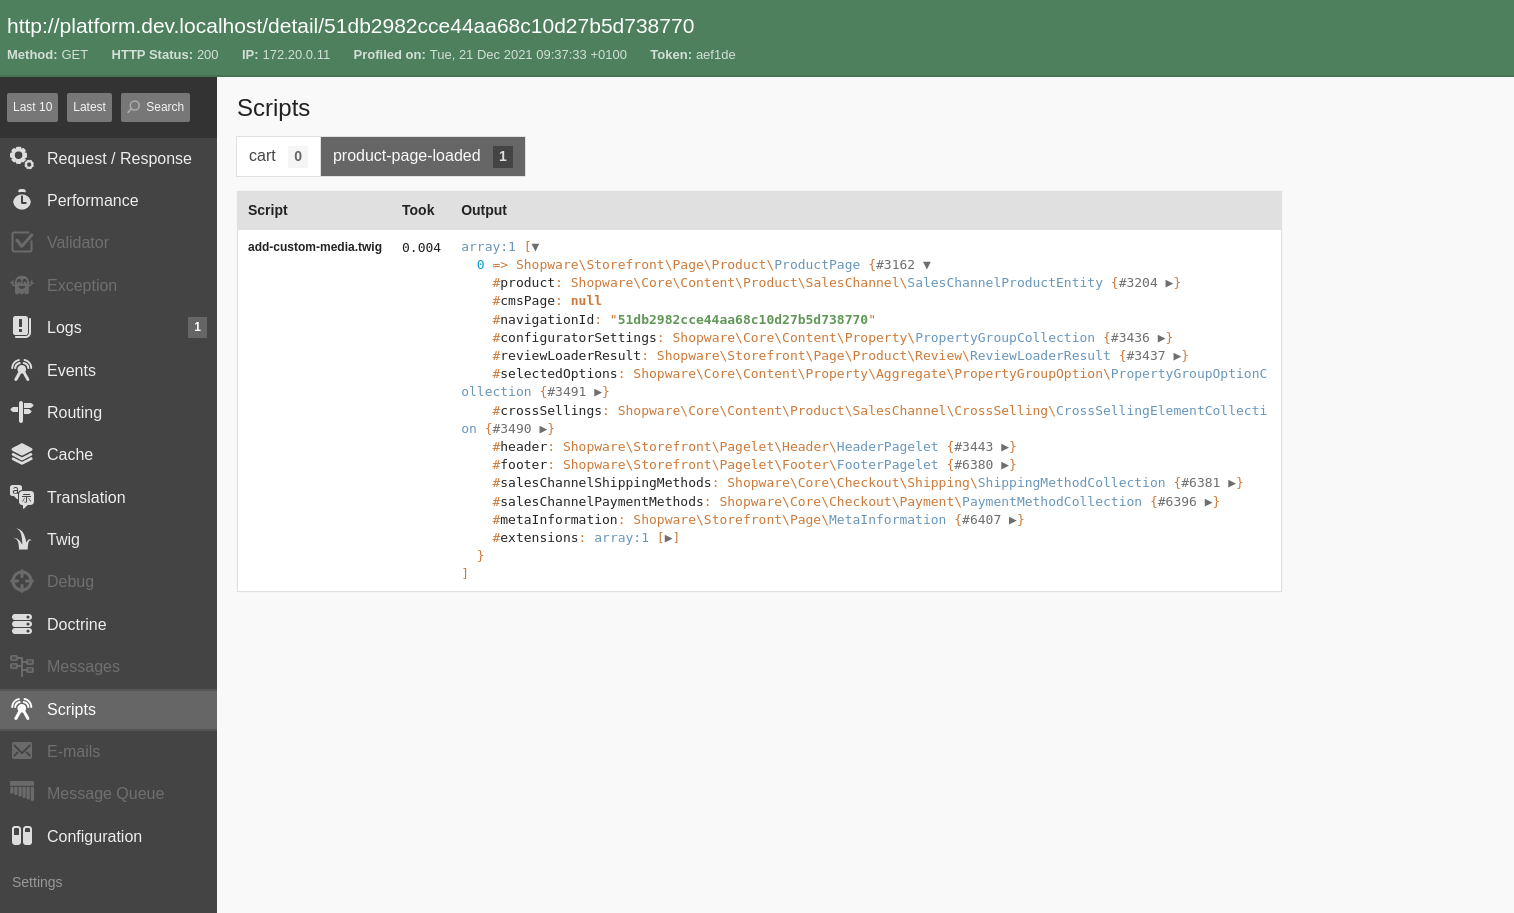 http://platform.dev.localhost/detail/51db2982cce44aa68c10d27b5d738770
Method: GET HTTP Status: 200 IP: 172.20.0.11 Profiled on: Tue, 21 Dec 2021 09:37:33 +0100 Token: aef1de
Last 10 Latest Search
Request / Response
Performance
Validator
Exception
Logs 1
Events
Routing
Cache
Translation
Twig
Debug
Doctrine
Messages
Scripts
E-mails
Message Queue
Configuration
Settings
Scripts
cart 0 product-page-loaded 1
Script Took Output
add-custom-media.twig 0.004 array:1 [▼
0 => Shopware\Storefront\Page\Product\ProductPage {#3162 ▼
#product: Shopware\Core\Content\Product\SalesChannel\SalesChannelProductEntity {#3204 ▶}
#cmsPage: null
#navigationId: "51db2982cce44aa68c10d27b5d738770"
#configuratorSettings: Shopware\Core\Content\Property\PropertyGroupCollection {#3436 ▶}
#reviewLoaderResult: Shopware\Storefront\Page\Product\Review\ReviewLoaderResult {#3437 ▶}
#selectedOptions: Shopware\Core\Content\Property\Aggregate\PropertyGroupOption\PropertyGroupOptionC
ollection {#3491 ▶}
#crossSellings: Shopware\Core\Content\Product\SalesChannel\CrossSelling\CrossSellingElementCollecti
on {#3490 ▶}
#header: Shopware\Storefront\Pagelet\Header\HeaderPagelet {#3443 ▶}
#footer: Shopware\Storefront\Pagelet\Footer\FooterPagelet {#6380 ▶}
#salesChannelShippingMethods: Shopware\Core\Checkout\Shipping\ShippingMethodCollection {#6381 ▶}
#salesChannelPaymentMethods: Shopware\Core\Checkout\Payment\PaymentMethodCollection {#6396 ▶}
#metaInformation: Shopware\Storefront\Page\MetaInformation {#6407 ▶}
#extensions: array:1 [▶]
}
]